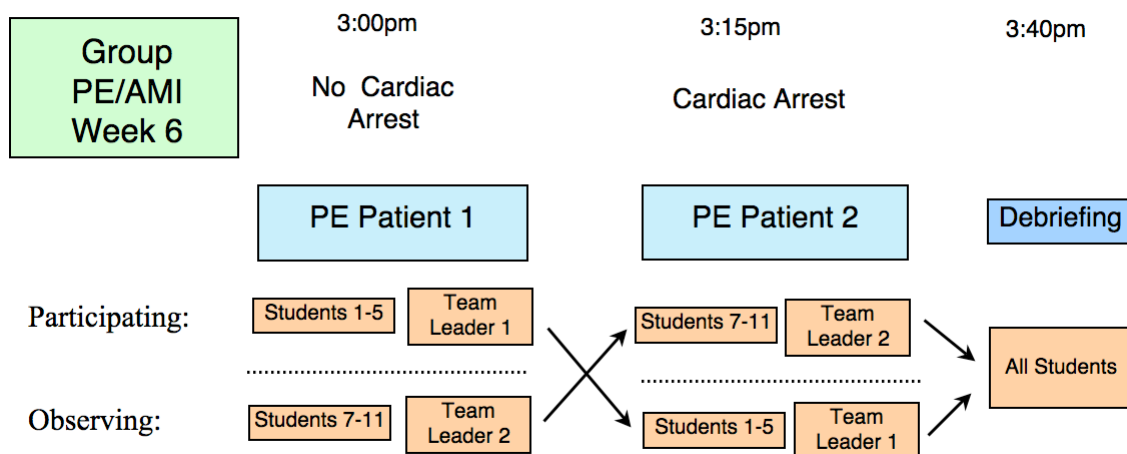 Group
PE/AMI
Week 6
3:00pm
3:15pm
3:40pm
No Cardiac
Arrest
Cardiac Arrest
PE Patient 1
PE Patient 2
Debriefing
Participating:
Students 1-5
Team
Leader 1
Students 7-11
Team
Leader 2
All Students
Observing:
Students 7-11
Team
Leader 2
Students 1-5
Team
Leader 1